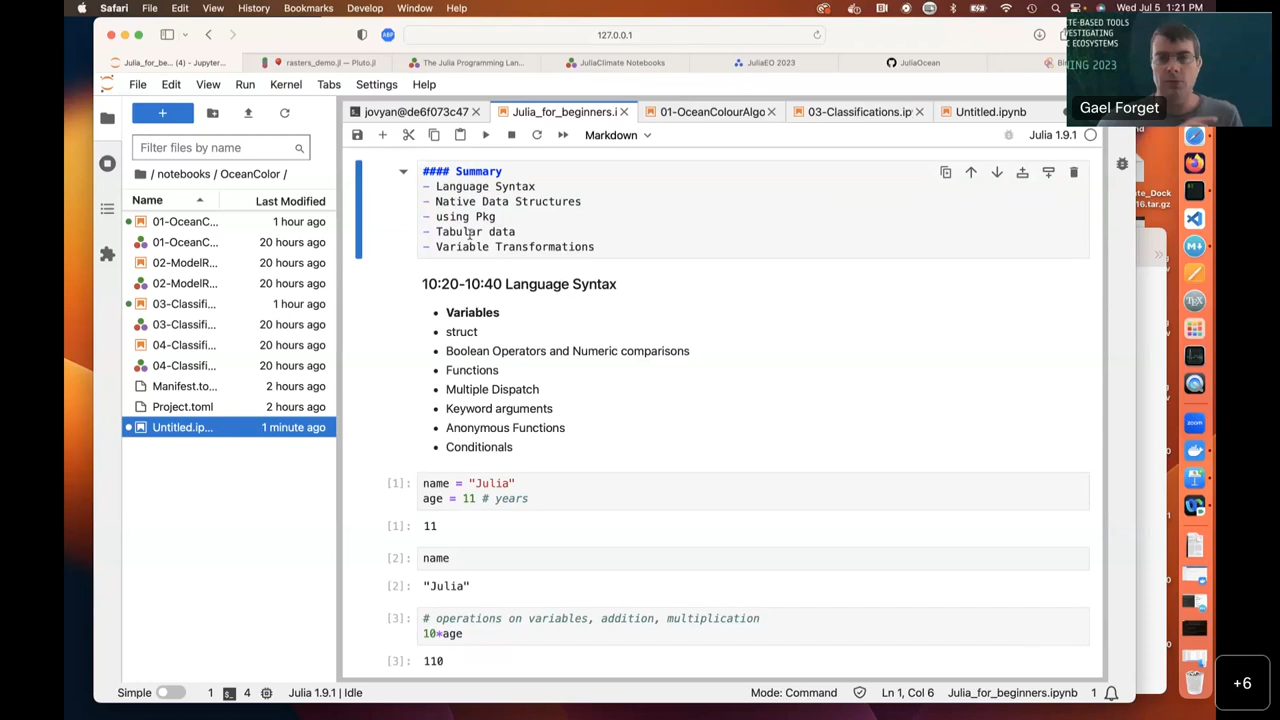 Safari File Edit View History Bookmarks Develop Window Help Wed Jul 5 1:21 PM
127.0.0.1
TE-BASED TOOLS
VESTIGATING
C ECOSYSTEMS
NING 2023
Gael Forget
Julia_for_be... (4) - Jupyter... rasters_demo.jl — Pluto.jl The Julia Programming Lan... JuliaClimate Notebooks JuliaEO 2023 JuliaOcean
File Edit View Run Kernel Tabs Settings Help
jovyan@de6f073c47 Julia_for_beginners.i 01-OceanColourAlgo 03-Classifications.ip Untitled.ipynb
Markdown Julia 1.9.1
Filter files by name
/ notebooks / OceanColor /
Name Last Modified
01-OceanC... 1 hour ago
01-OceanC... 20 hours ago
02-ModelR... 20 hours ago
02-ModelR... 20 hours ago
03-Classifi... 1 hour ago
03-Classifi... 20 hours ago
04-Classifi... 20 hours ago
04-Classifi... 20 hours ago
Manifest.to... 2 hours ago
Project.toml 2 hours ago
Untitled.ip... 1 minute ago
#### Summary
- Language Syntax
- Native Data Structures
- using Pkg
- Tabular data
- Variable Transformations
10:20-10:40 Language Syntax
• Variables
• struct
• Boolean Operators and Numeric comparisons
• Functions
• Multiple Dispatch
• Keyword arguments
• Anonymous Functions
• Conditionals
[1]: name = "Julia"
age = 11 # years
[1]: 11
[2]: name
[2]: "Julia"
[3]: # operations on variables, addition, multiplication
10*age
[3]: 110
Simple 1 4 Julia 1.9.1 | Idle Mode: Command Ln 1, Col 6 Julia_for_beginners.ipynb 1
+6